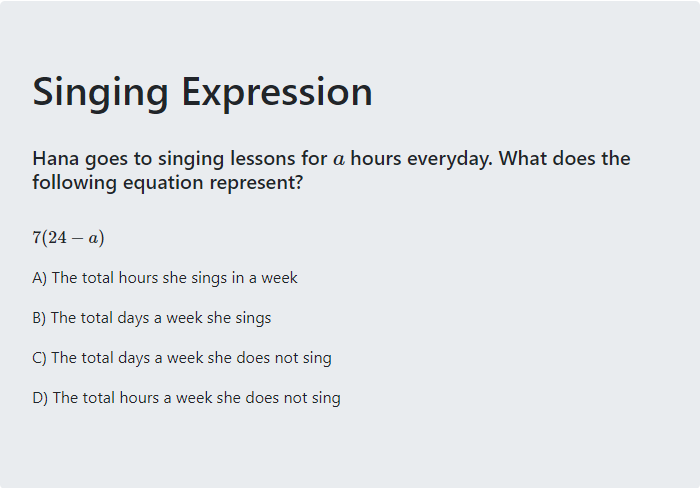 Singing Expression
Hana goes to singing lessons for a hours everyday. What does the
following equation represent?
7(24 − a)
A) The total hours she sings in a week
B) The total days a week she sings
C) The total days a week she does not sing
D) The total hours a week she does not sing